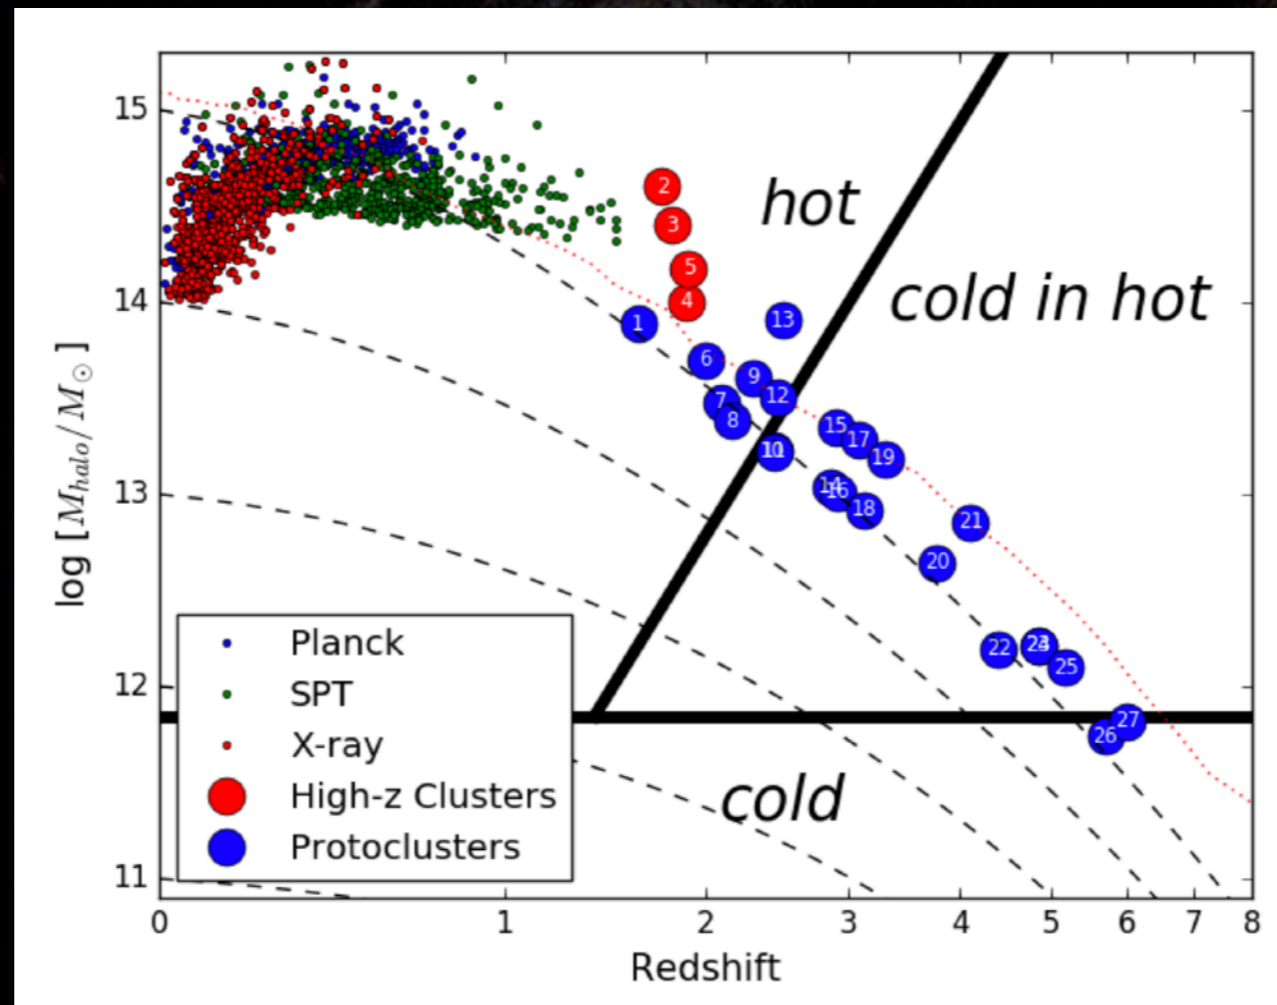 log [M_halo/M_☉]
15
14
13
12
11
hot
cold in hot
cold
2
3
5
4
1
13
6
9
12
7
8
10
11
15
17
19
14
16
18
21
20
22
23
24
25
27
26
Planck
SPT
X-ray
High-z Clusters
Protoclusters
0 1 2 3 4 5 6 7 8
Redshift